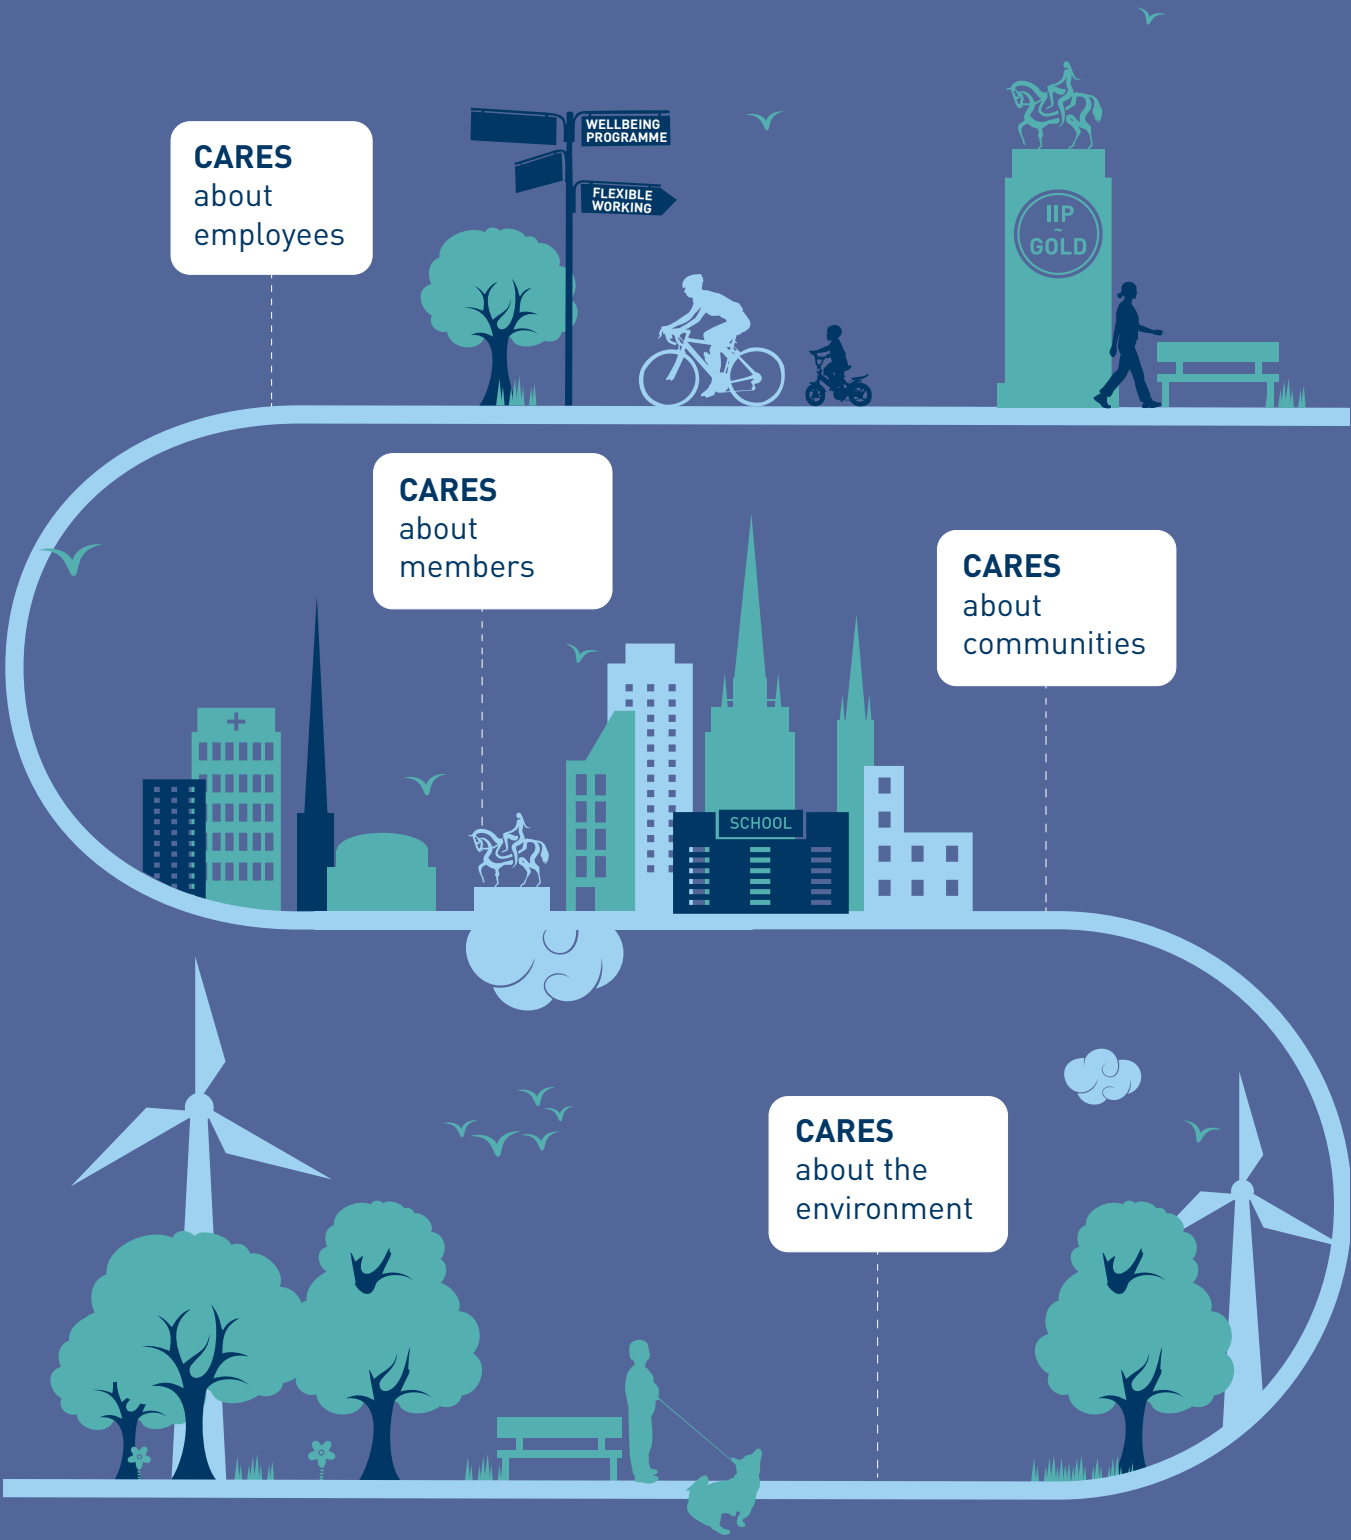 WELLBEING
PROGRAMME
CARES
about
employees
FLEXIBLE
WORKING
IIP
~
GOLD
CARES
about
members
CARES
about
communities
SCHOOL
CARES
about the
environment